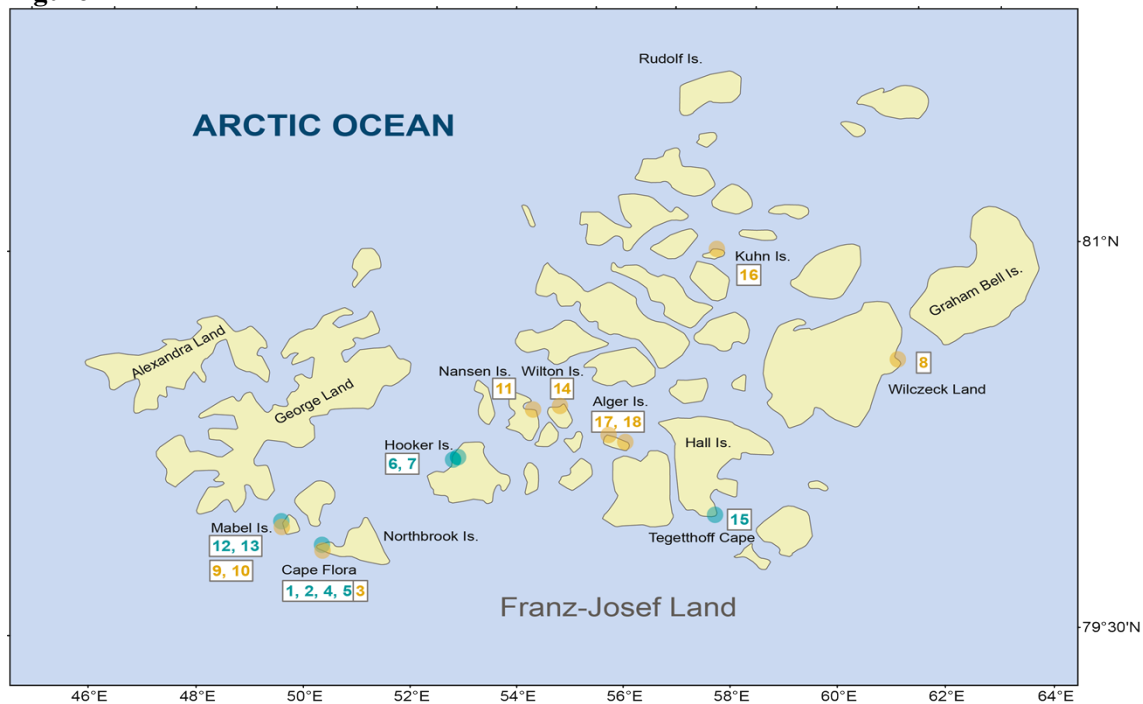 Rudolf Is.
ARCTIC OCEAN
81°N
Kuhn Is.
16
Graham Bell Is.
Alexandra Land
George Land
Nansen Is.
Wilton Is.
11
14
8
Wilczeck Land
Alger Is.
17, 18
Hall Is.
Hooker Is.
6, 7
15
Tegetthoff Cape
Mabel Is.
12, 13
9, 10
Northbrook Is.
Cape Flora
1, 2, 4, 5 3
Franz-Josef Land
79°30'N
46°E 48°E 50°E 52°E 54°E 56°E 58°E 60°E 62°E 64°E